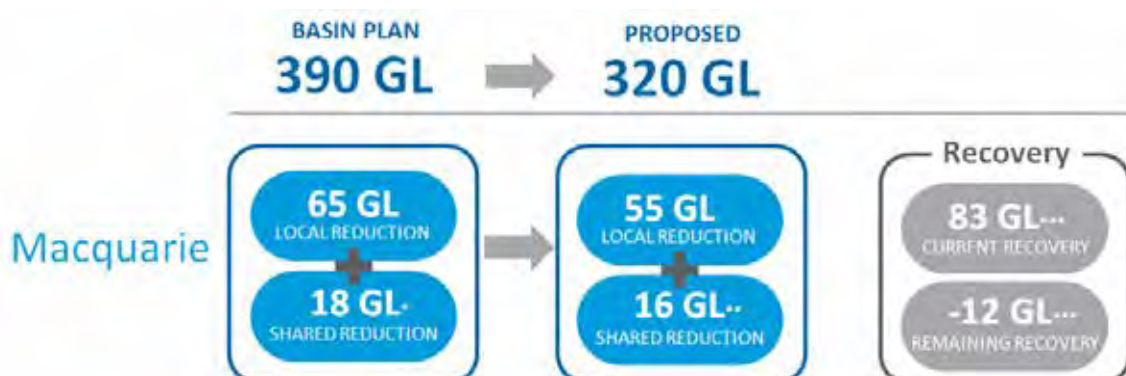 BASIN PLAN
390 GL
PROPOSED
320 GL
Macquarie
65 GL
LOCAL REDUCTION
+
18 GL*
SHARED REDUCTION
55 GL
LOCAL REDUCTION
+
16 GL**
SHARED REDUCTION
Recovery
83 GL***
CURRENT RECOVERY
-12 GL***
REMAINING RECOVERY